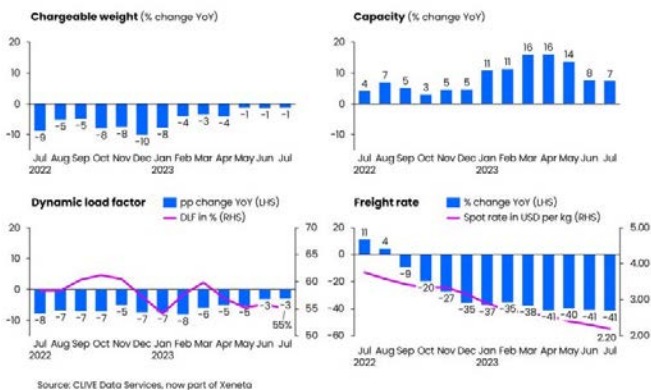 Chargeable weight (% change YoY)
20
10
0
-10
-9 -5 -5 -8 -8 -10 -8 -4 -3 -4 -1 -1 -1
Jul Aug Sep Oct Nov Dec Jan Feb Mar Apr May Jun Jul
2022 2023
Capacity (% change YoY)
20
10
0
-10
4 7 5 3 5 5 11 11 16 16 14 8 7
Jul Aug Sep Oct Nov Dec Jan Feb Mar Apr May Jun Jul
2022 2023
Dynamic load factor
pp change YoY (LHS)
DLF in % (RHS)
20
10
0
-10
70
65
60
55
50
-8 -7 -7 -7 -5 -7 -7 -8 -6 -5 -5 -3 -3
55%
Jul Aug Sep Oct Nov Dec Jan Feb Mar Apr May Jun Jul
2022 2023
Freight rate
% change YoY (LHS)
Spot rate in USD per kg (RHS)
20
0
-20
-40
-60
5.00
4.00
3.00
2.00
11 4 -9 -20 -27 -35 -37 -35 -38 -41 -40 -41 -41
2.20
Jul Aug Sep Oct Nov Dec Jan Feb Mar Apr May Jun Jul
2022 2023
Source: CLIVE Data Services, now part of Xeneta